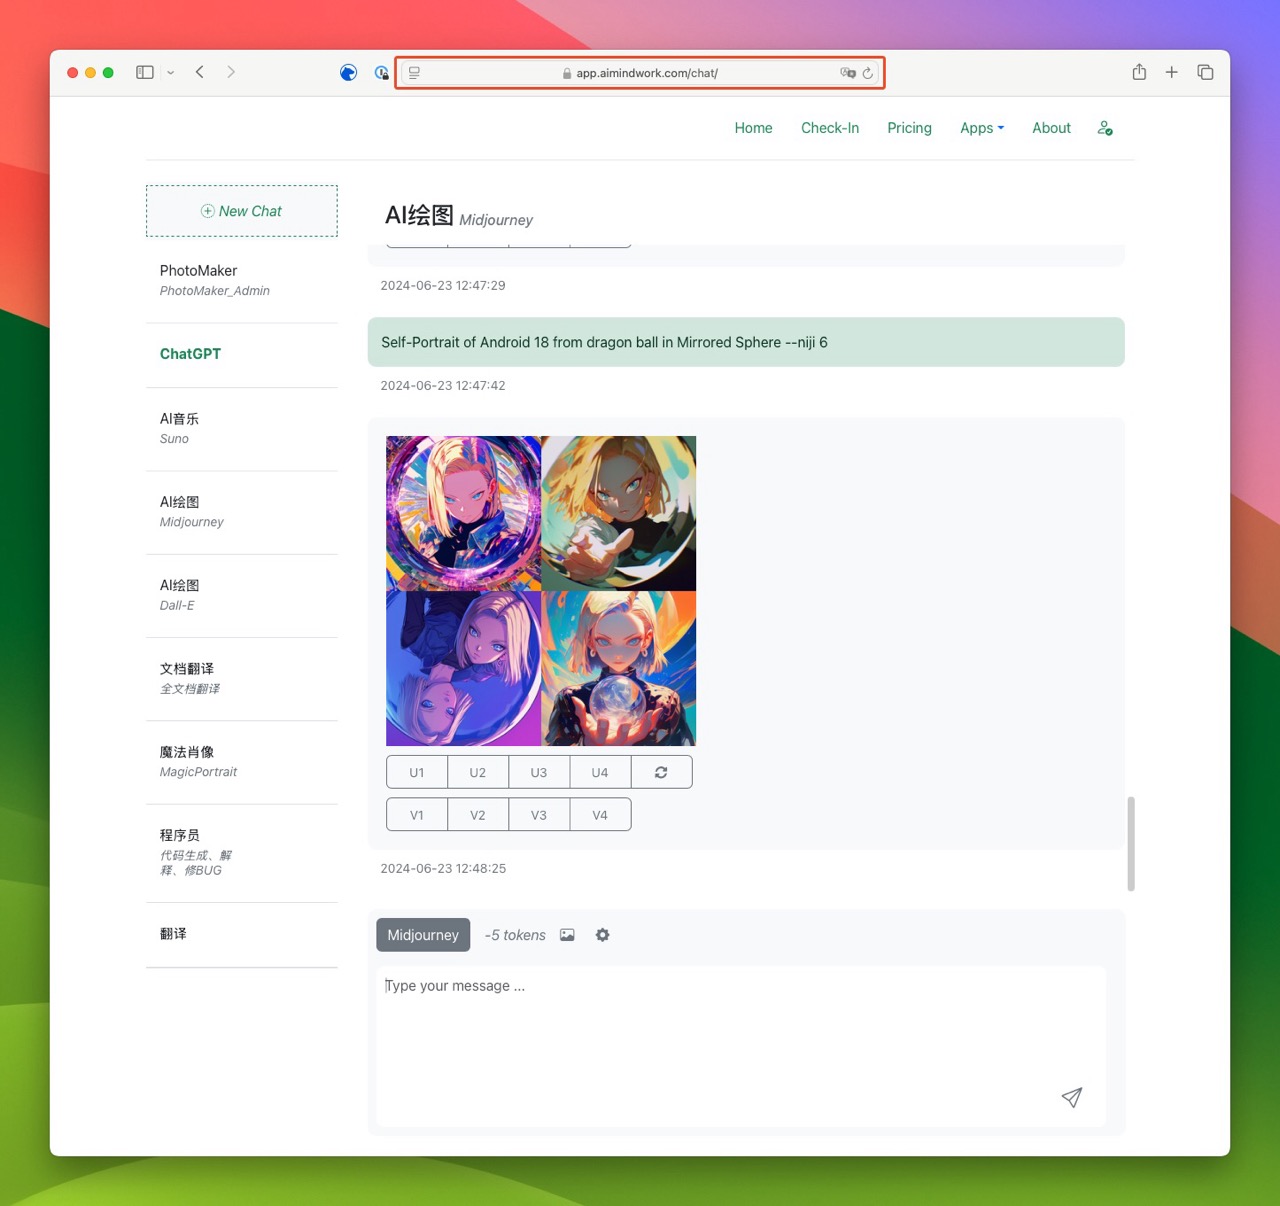 app.aimindwork.com/chat/
Home
Check-In
Pricing
Apps
About
New Chat
PhotoMaker
PhotoMaker_Admin
ChatGPT
AI音乐
Suno
AI绘图
Midjourney
AI绘图
Dall-E
文档翻译
全文档翻译
魔法肖像
MagicPortrait
程序员
代码生成、解
释、修BUG
翻译
AI绘图 Midjourney
2024-06-23 12:47:29
Self-Portrait of Android 18 from dragon ball in Mirrored Sphere --niji 6
2024-06-23 12:47:42
U1
U2
U3
U4
V1
V2
V3
V4
2024-06-23 12:48:25
Midjourney
-5 tokens
Type your message ...